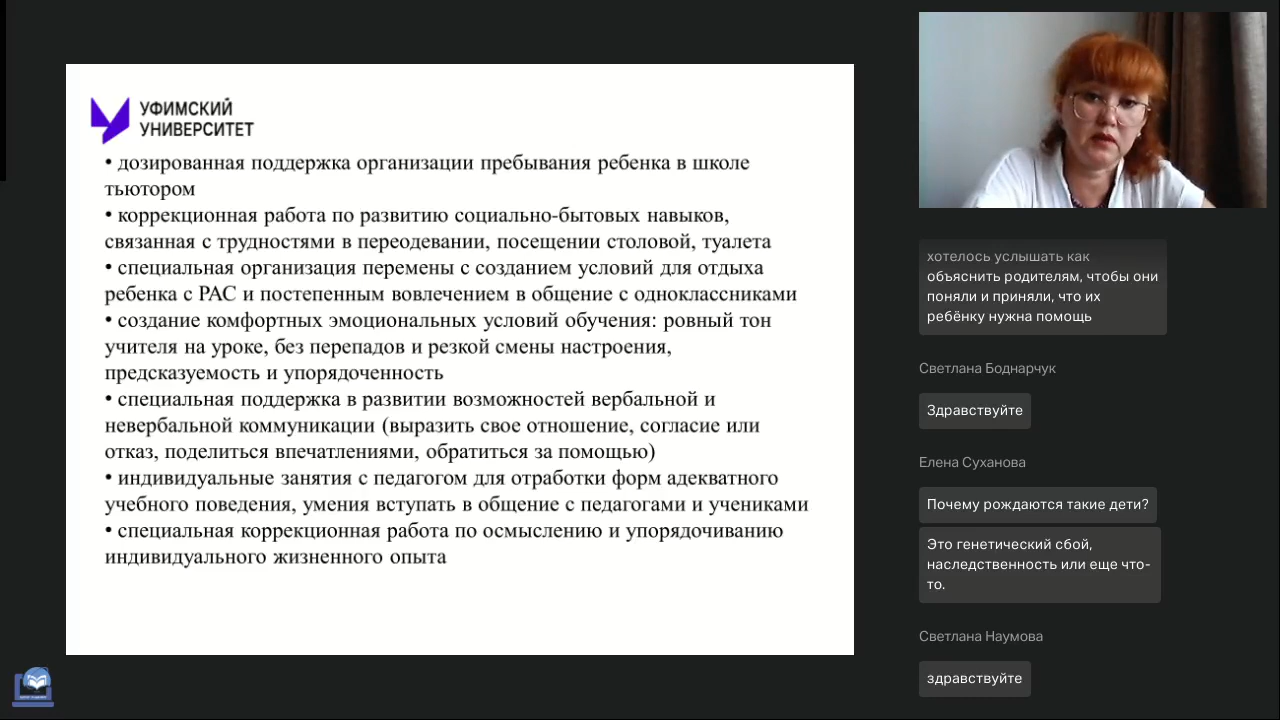 УФИМСКИЙ
УНИВЕРСИТЕТ
• дозированная поддержка организации пребывания ребенка в школе
тьютором
• коррекционная работа по развитию социально-бытовых навыков,
связанная с трудностями в переодевании, посещении столовой, туалета
• специальная организация перемены с созданием условий для отдыха
ребенка с РАС и постепенным вовлечением в общение с одноклассниками
• создание комфортных эмоциональных условий обучения: ровный тон
учителя на уроке, без перепадов и резкой смены настроения,
предсказуемость и упорядоченность
• специальная поддержка в развитии возможностей вербальной и
невербальной коммуникации (выразить свое отношение, согласие или
отказ, поделиться впечатлениями, обратиться за помощью)
• индивидуальные занятия с педагогом для отработки форм адекватного
учебного поведения, умения вступать в общение с педагогами и учениками
• специальная коррекционная работа по осмыслению и упорядочиванию
индивидуального жизненного опыта
хотелось услышать как
объяснить родителям, чтобы они
поняли и приняли, что их
ребёнку нужна помощь
Светлана Боднарчук
Здравствуйте
Елена Суханова
Почему рождаются такие дети?
Это генетический сбой,
наследственность или еще что-
то.
Светлана Наумова
здравствуйте